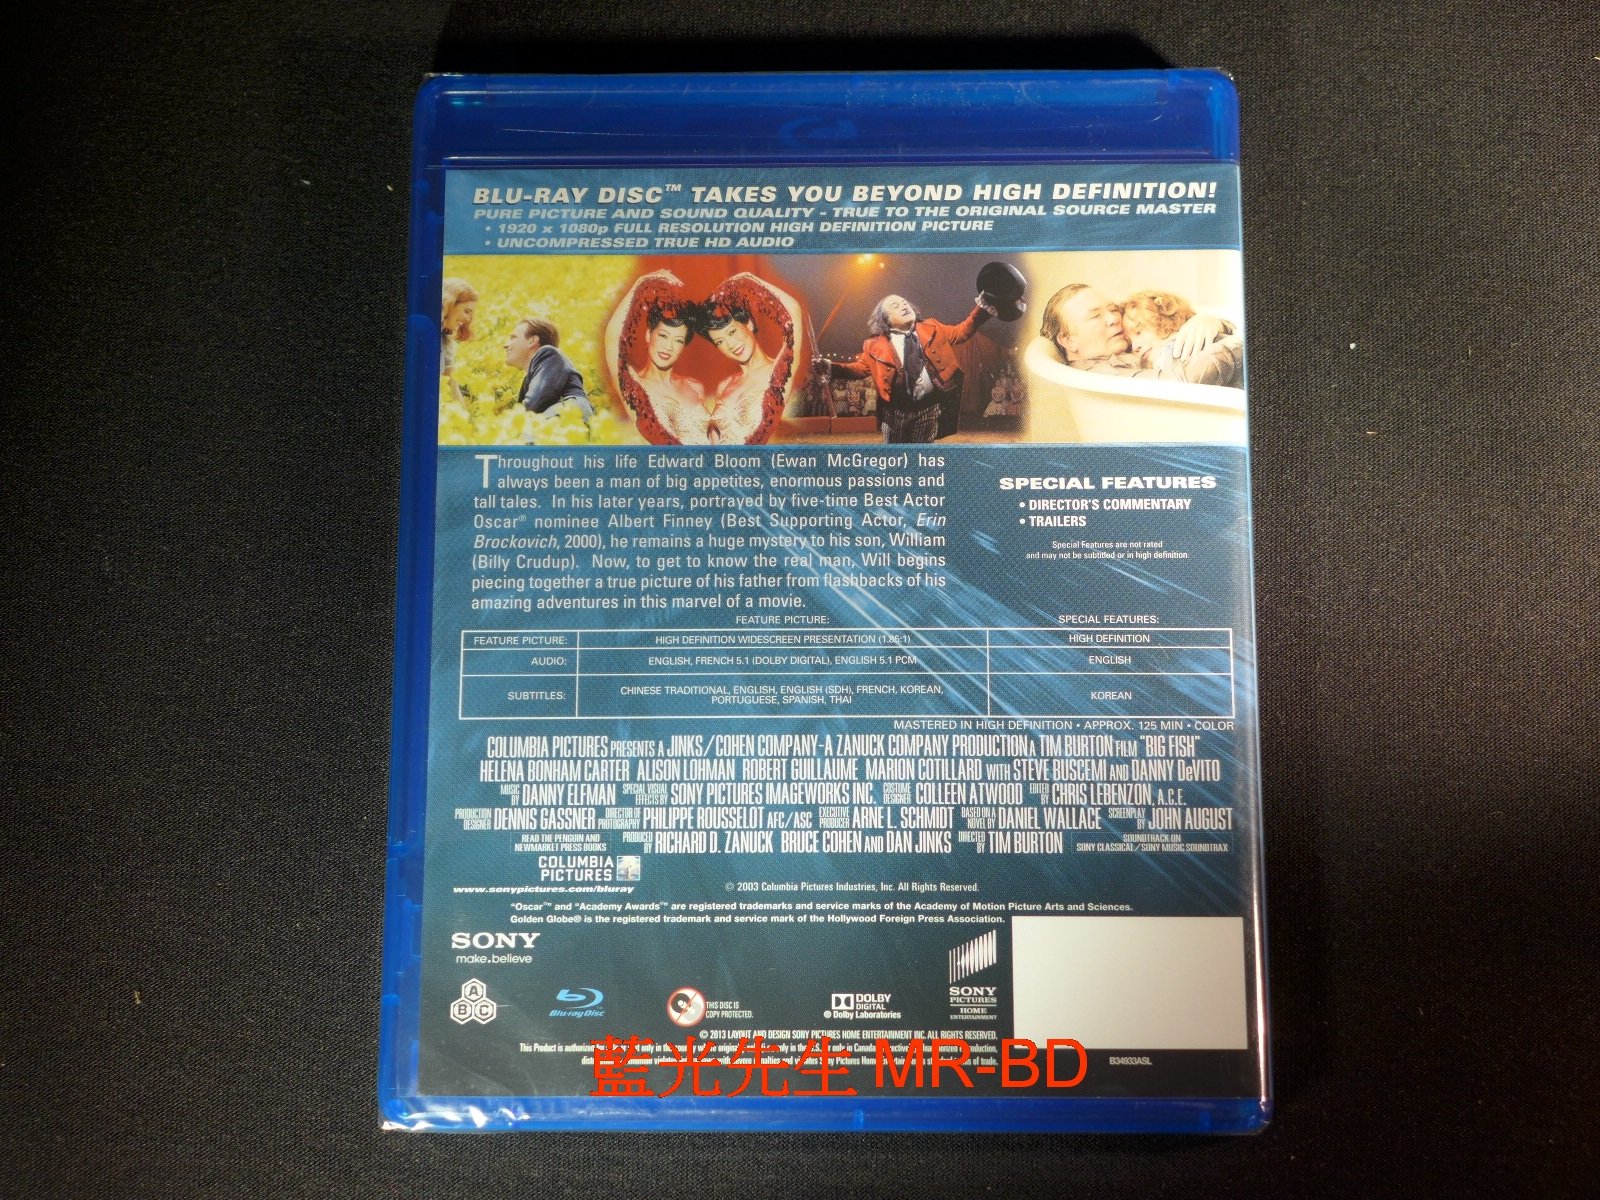 BLU-RAY DISC™ TAKES YOU BEYOND HIGH DEFINITION!
PURE PICTURE AND SOUND QUALITY - TRUE TO THE ORIGINAL SOURCE MASTER
• 1920 x 1080p FULL RESOLUTION HIGH DEFINITION PICTURE
• UNCOMPRESSED TRUE HD AUDIO
Throughout his life Edward Bloom (Ewan McGregor) has
always been a man of big appetites, enormous passions and
tall tales. In his later years, portrayed by five-time Best Actor
Oscar® nominee Albert Finney (Best Supporting Actor, Erin
Brockovich, 2000), he remains a huge mystery to his son, William
(Billy Crudup). Now, to get to know the real man, Will begins
piecing together a true picture of his father from flashbacks of his
amazing adventures in this marvel of a movie.
SPECIAL FEATURES
• DIRECTOR'S COMMENTARY
• TRAILERS
Special Features are not rated
and may not be subtitled or in high definition.
FEATURE PICTURE: SPECIAL FEATURES:
FEATURE PICTURE: HIGH DEFINITION WIDESCREEN PRESENTATION (1.85:1) HIGH DEFINITION
AUDIO: ENGLISH, FRENCH 5.1 (DOLBY DIGITAL), ENGLISH 5.1 PCM ENGLISH
SUBTITLES: CHINESE TRADITIONAL, ENGLISH, ENGLISH (SDH), FRENCH, KOREAN,
PORTUGUESE, SPANISH, THAI KOREAN
MASTERED IN HIGH DEFINITION • APPROX. 125 MIN • COLOR
COLUMBIA PICTURES PRESENTS A JINKS/COHEN COMPANY-A ZANUCK COMPANY PRODUCTION A TIM BURTON FILM "BIG FISH"
HELENA BONHAM CARTER ALISON LOHMAN ROBERT GUILLAUME MARION COTILLARD WITH STEVE BUSCEMI AND DANNY DeVITO
MUSIC BY DANNY ELFMAN SPECIAL VISUAL EFFECTS BY SONY PICTURES IMAGEWORKS INC. COSTUME DESIGNER COLLEEN ATWOOD EDITED BY CHRIS LEBENZON, A.C.E.
PRODUCTION DESIGNER DENNIS GASSNER DIRECTOR OF PHOTOGRAPHY PHILIPPE ROUSSELOT AFC/ASC EXECUTIVE PRODUCER ARNE L. SCHMIDT BASED ON A NOVEL BY DANIEL WALLACE SCREENPLAY BY JOHN AUGUST
READ THE PENGUIN AND NEWMARKET PRESS BOOKS PRODUCED BY RICHARD D. ZANUCK BRUCE COHEN AND DAN JINKS DIRECTED BY TIM BURTON SOUNDTRACK ON SONY CLASSICAL/SONY MUSIC SOUNDTRAX
COLUMBIA
PICTURES
www.sonypictures.com/bluray
© 2003 Columbia Pictures Industries, Inc. All Rights Reserved.
"Oscar"® and "Academy Awards"® are registered trademarks and service marks of the Academy of Motion Picture Arts and Sciences.
Golden Globe® is the registered trademark and service mark of the Hollywood Foreign Press Association.
SONY
make.believe
A
B C
Blu-ray Disc
THIS DISC IS
COPY PROTECTED.
DOLBY
DIGITAL
® Dolby Laboratories
SONY
PICTURES
HOME
ENTERTAINMENT
© 2013 LAYOUT AND DESIGN SONY PICTURES HOME ENTERTAINMENT INC. ALL RIGHTS RESERVED.
This Product is authorized for
B34933ASL
藍光先生 MR-BD